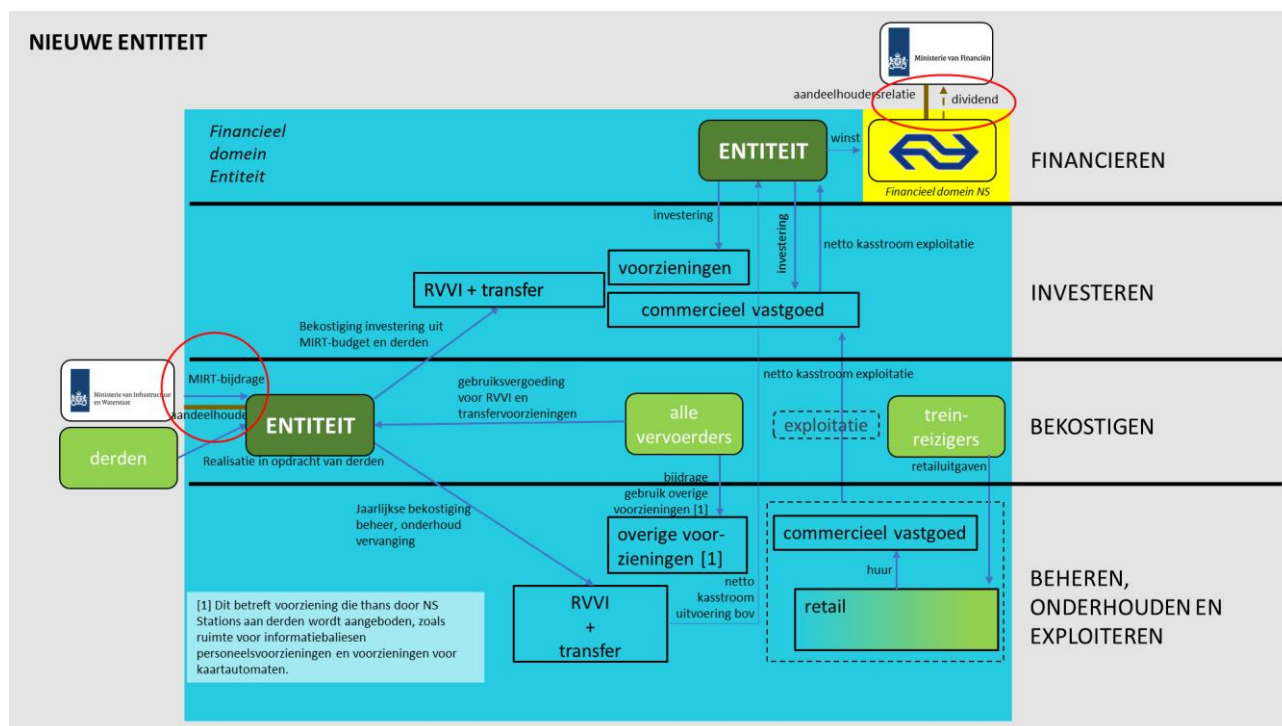 NIEUWE ENTITEIT
Ministerie van Financiën
aandeelhoudersrelatie
dividend
Financieel
domein
Entiteit
ENTITEIT
winst
Financieel domein NS
FINANCIEREN
investering
investering
netto kasstroom exploitatie
voorzieningen
RVVI + transfer
commercieel vastgoed
INVESTEREN
Bekostiging investering uit
MIRT-budget en derden
MIRT-bijdrage
Ministerie van Infrastructuur
en Waterstaat
aandeelhoude
ENTITEIT
derden
Realisatie in opdracht van derden
gebruiksvergoeding
voor RVVI en
transfervoorzieningen
alle
vervoerders
netto kasstroom exploitatie
exploitatie
trein-
reizigers
retailuitgaven
BEKOSTIGEN
Jaarlijkse bekostiging
beheer, onderhoud
vervanging
bijdrage
gebruik overige
voorzieningen [1]
overige voor-
zieningen [1]
commercieel vastgoed
huur
retail
netto
kasstroom
uitvoering bov
RVVI
+
transfer
BEHEREN,
ONDERHOUDEN EN
EXPLOITEREN
[1] Dit betreft voorziening die thans door NS
Stations aan derden wordt aangeboden, zoals
ruimte voor informatiebaliesen
personeelsvoorzieningen en voorzieningen voor
kaartautomaten.